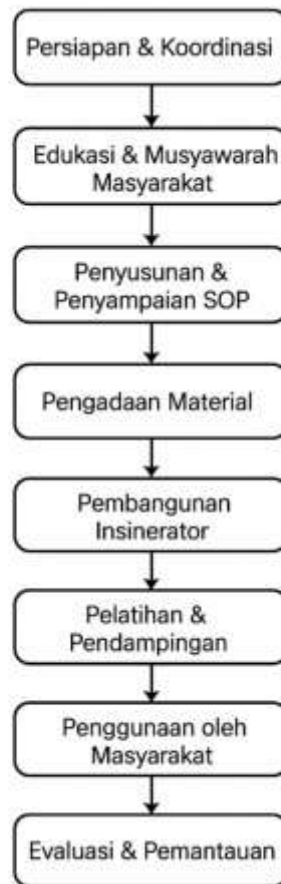 Persiapan & Koordinasi
Edukasi & Musyawarah
Masyarakat
Penyusunan &
Penyampaian SOP
Pengadaan Material
Pembangunan
Insinerator
Pelatihan &
Pendampingan
Penggunaan oleh
Masyarakat
Evaluasi & Pemantauan